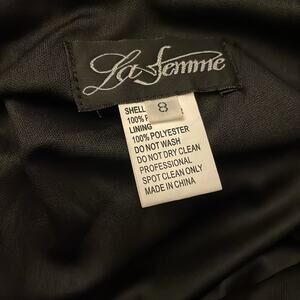 La Femme
8
SHELL
100%
LINING
100% POLYESTER
DO NOT WASH
DO NOT DRY CLEAN
PROFESSIONAL
SPOT CLEAN ONLY
MADE IN CHINA